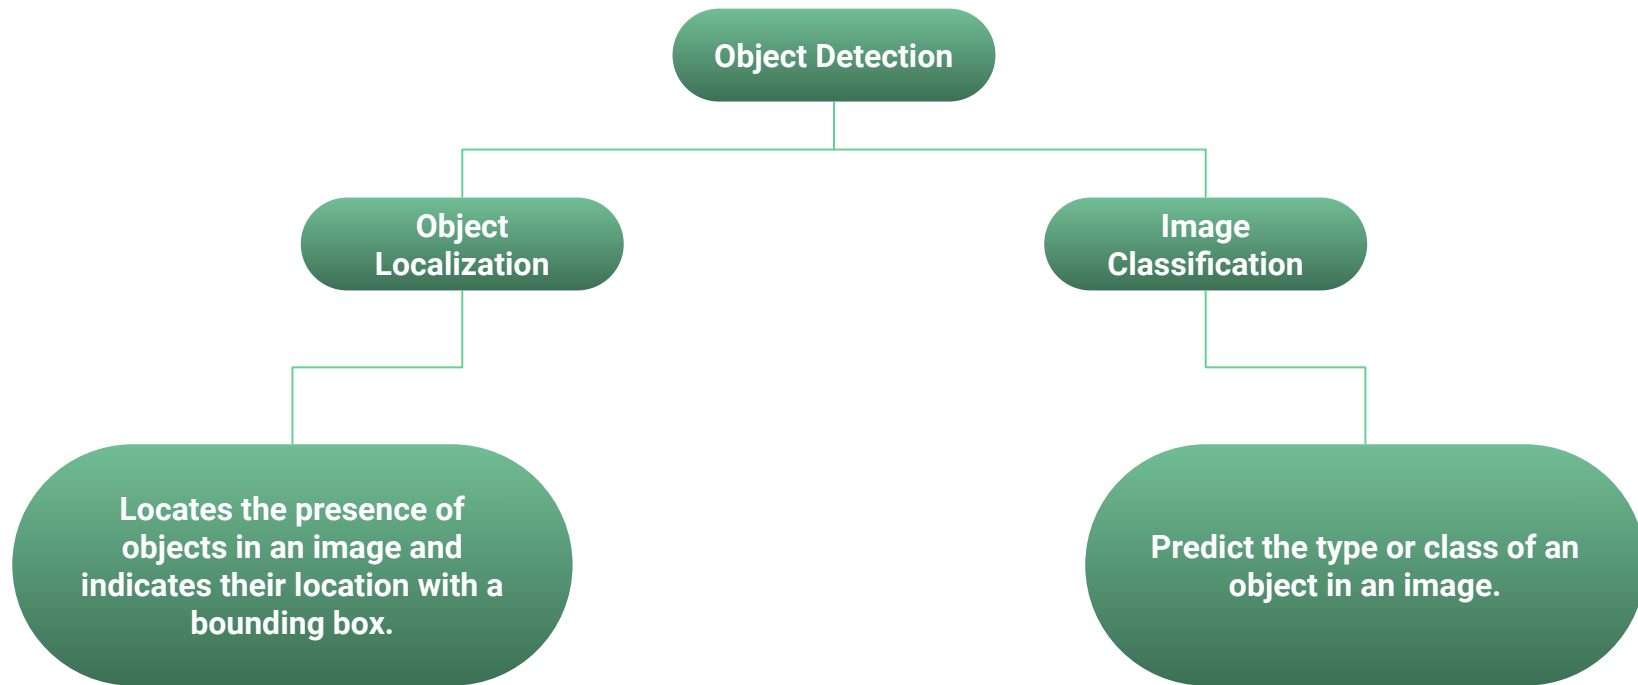 Object Detection
Object
Localization
Image
Classification
Locates the presence of
objects in an image and
indicates their location with a
bounding box.
Predict the type or class of an
object in an image.